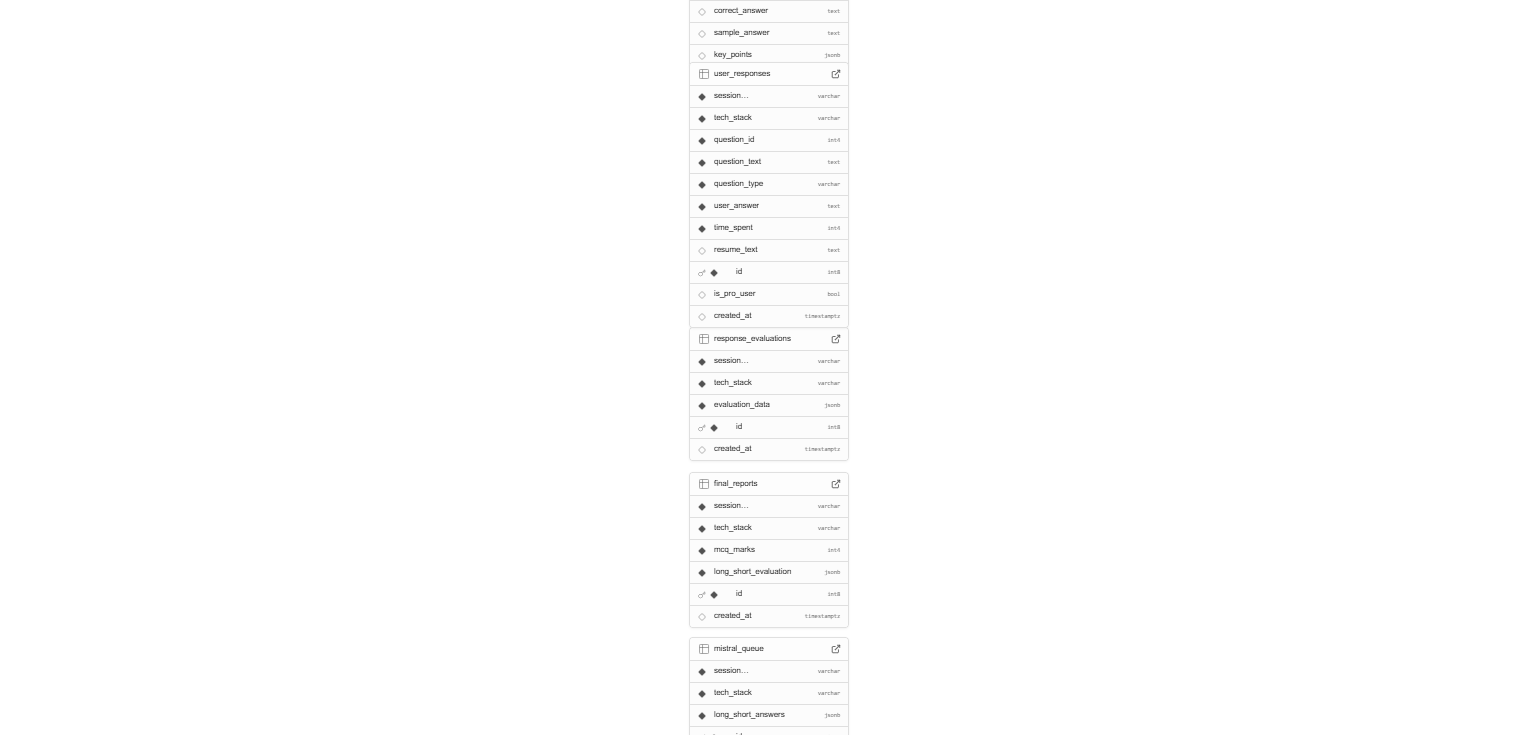 correct_answer text
sample_answer text
key_points jsonb
user_responses
session... varchar
tech_stack varchar
question_id int4
question_text text
question_type varchar
user_answer text
time_spent int4
resume_text text
id int8
is_pro_user bool
created_at timestamptz
response_evaluations
session... varchar
tech_stack varchar
evaluation_data jsonb
id int8
created_at timestamptz
final_reports
session... varchar
tech_stack varchar
mcq_marks int4
long_short_evaluation jsonb
id int8
created_at timestamptz
mistral_queue
session... varchar
tech_stack varchar
long_short_answers jsonb